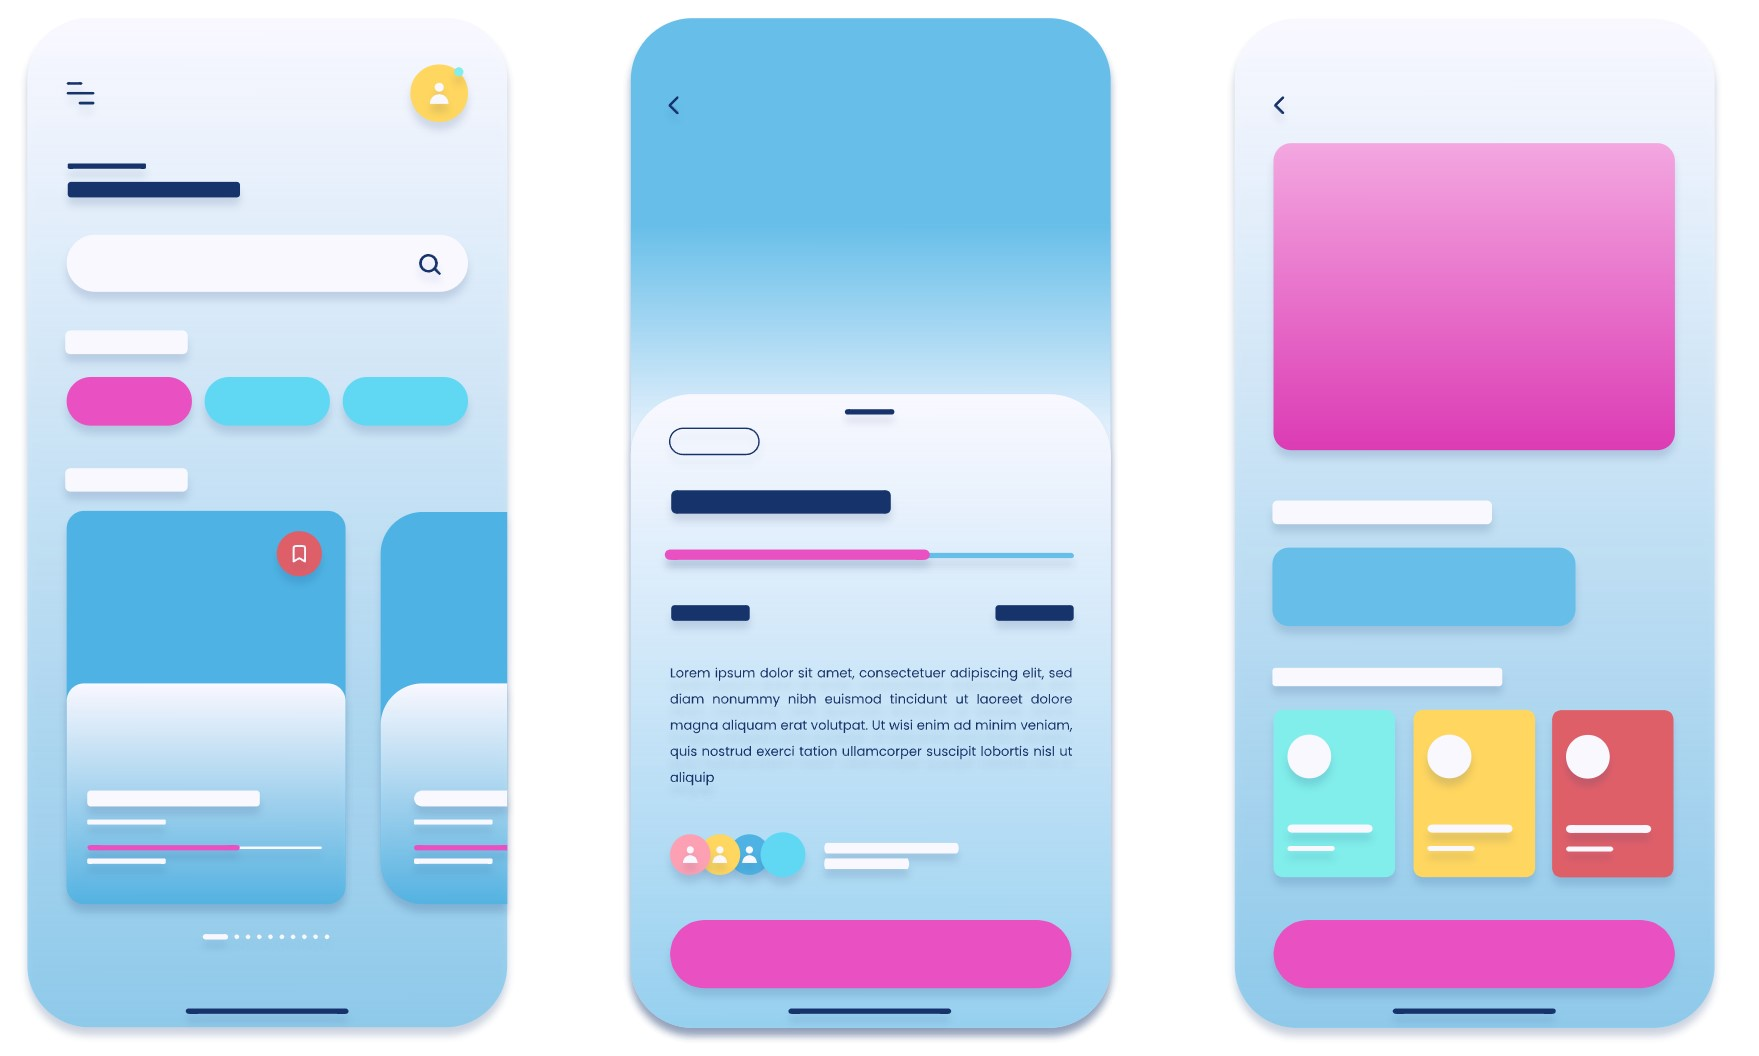 Lorem ipsum dolor sit amet, consectetuer adipiscing elit, sed
diam nonummy nibh euismod tincidunt ut laoreet dolore
magna aliquam erat volutpat. Ut wisi enim ad minim veniam,
quis nostrud exerci tation ullamcorper suscipit lobortis nisl ut
aliquip